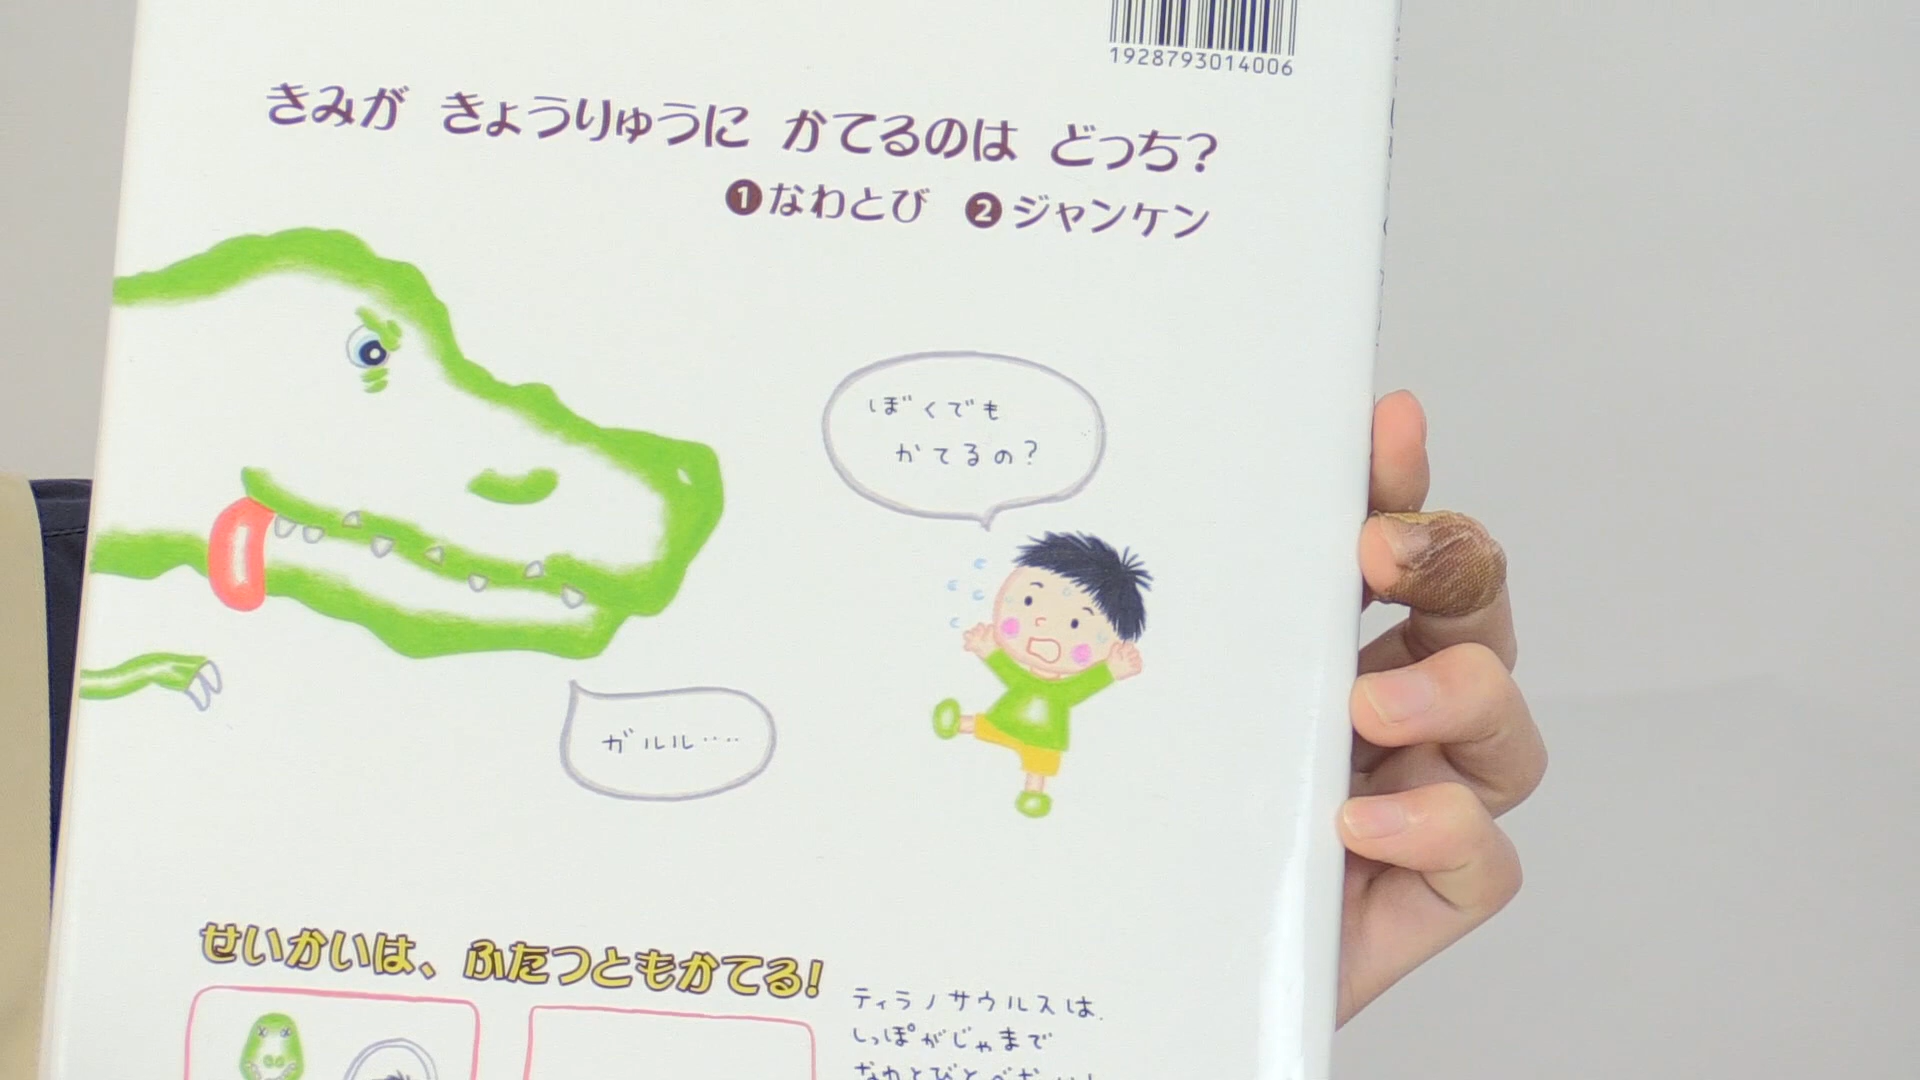 1928793014006
きみが きょうりゅうに かてるのは どっち?
❶なわとび ❷ジャンケン
ぼくでも
かてるの?
ガルル‥‥
せいかいは、ふたつともかてる!
ティラノサウルスは、
しっぽがじゃまで